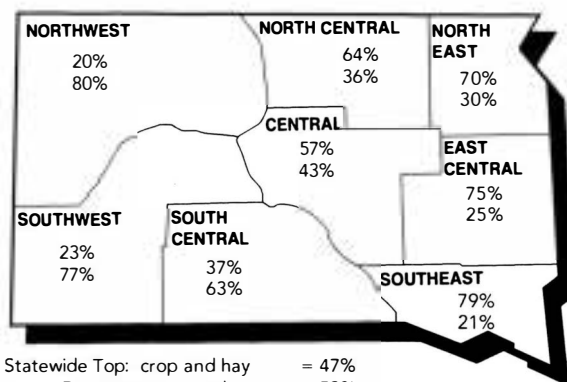 NORTHWEST
20%
80%
NORTH CENTRAL
64%
36%
NORTH
EAST
70%
30%
CENTRAL
57%
43%
EAST
CENTRAL
75%
25%
SOUTHWEST
23%
77%
SOUTH
CENTRAL
37%
63%
SOUTHEAST
79%
21%
Statewide Top: crop and hay = 47%